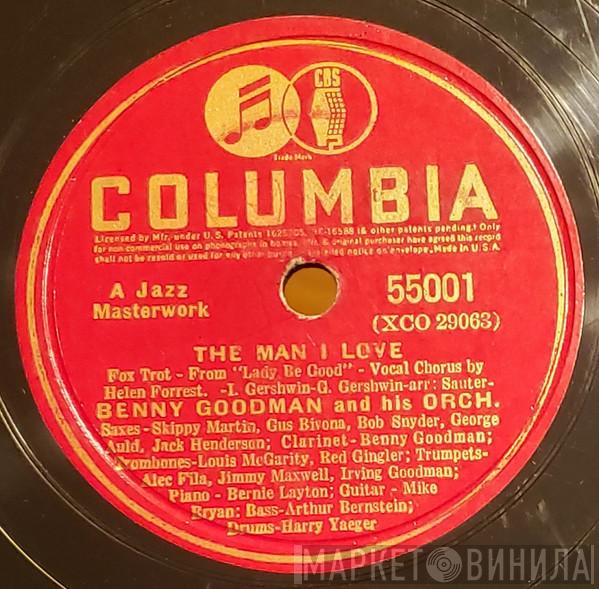 CBS
Trade Mark
COLUMBIA
Licensed by Mfr. under U.S. Patents 1625705, 16588 (& other patents pending) Only
for non-commercial use on phonographs in homes. Mfr. & original purchaser have agreed this record
shall not be resold or used for any other notice on envelope. Made in U.S.A.
A Jazz
Masterwork
55001
(XCO 29063)
THE MAN I LOVE
Fox Trot - From "Lady Be Good" - Vocal Chorus by
Helen Forrest. -I. Gershwin-G. Gershwin-arr: Sauter-
BENNY GOODMAN and his ORCH.
Saxes-Skippy Martin, Gus Bivona, Bob Snyder, George
Auld, Jack Henderson; Clarinet-Benny Goodman;
Trombones-Louis McGarity, Red Gingler; Trumpets-
Alec Fila, Jimmy Maxwell, Irving Goodman;
Piano - Bernie Layton; Guitar - Mike
Bryan; Bass-Arthur Bernstein;
Drums-Harry Yaeger
МАРКЕТ ВИНИЛА